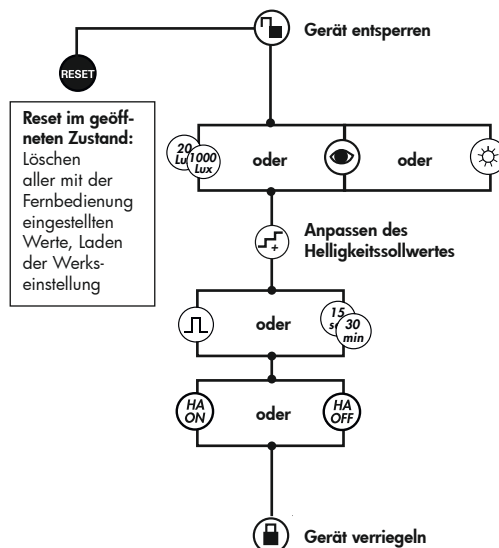 Gerät entsperren
RESET
Reset im geöff-
neten Zustand:
Löschen
aller mit der
Fernbedienung
eingestellten
Werte, Laden
der Werks-
einstellung
20
Lu
1000
Lux
oder
oder
Anpassen des
Helligkeitssollwertes
+
oder
15
se
30
min
HA
ON
oder
HA
OFF
Gerät verriegeln